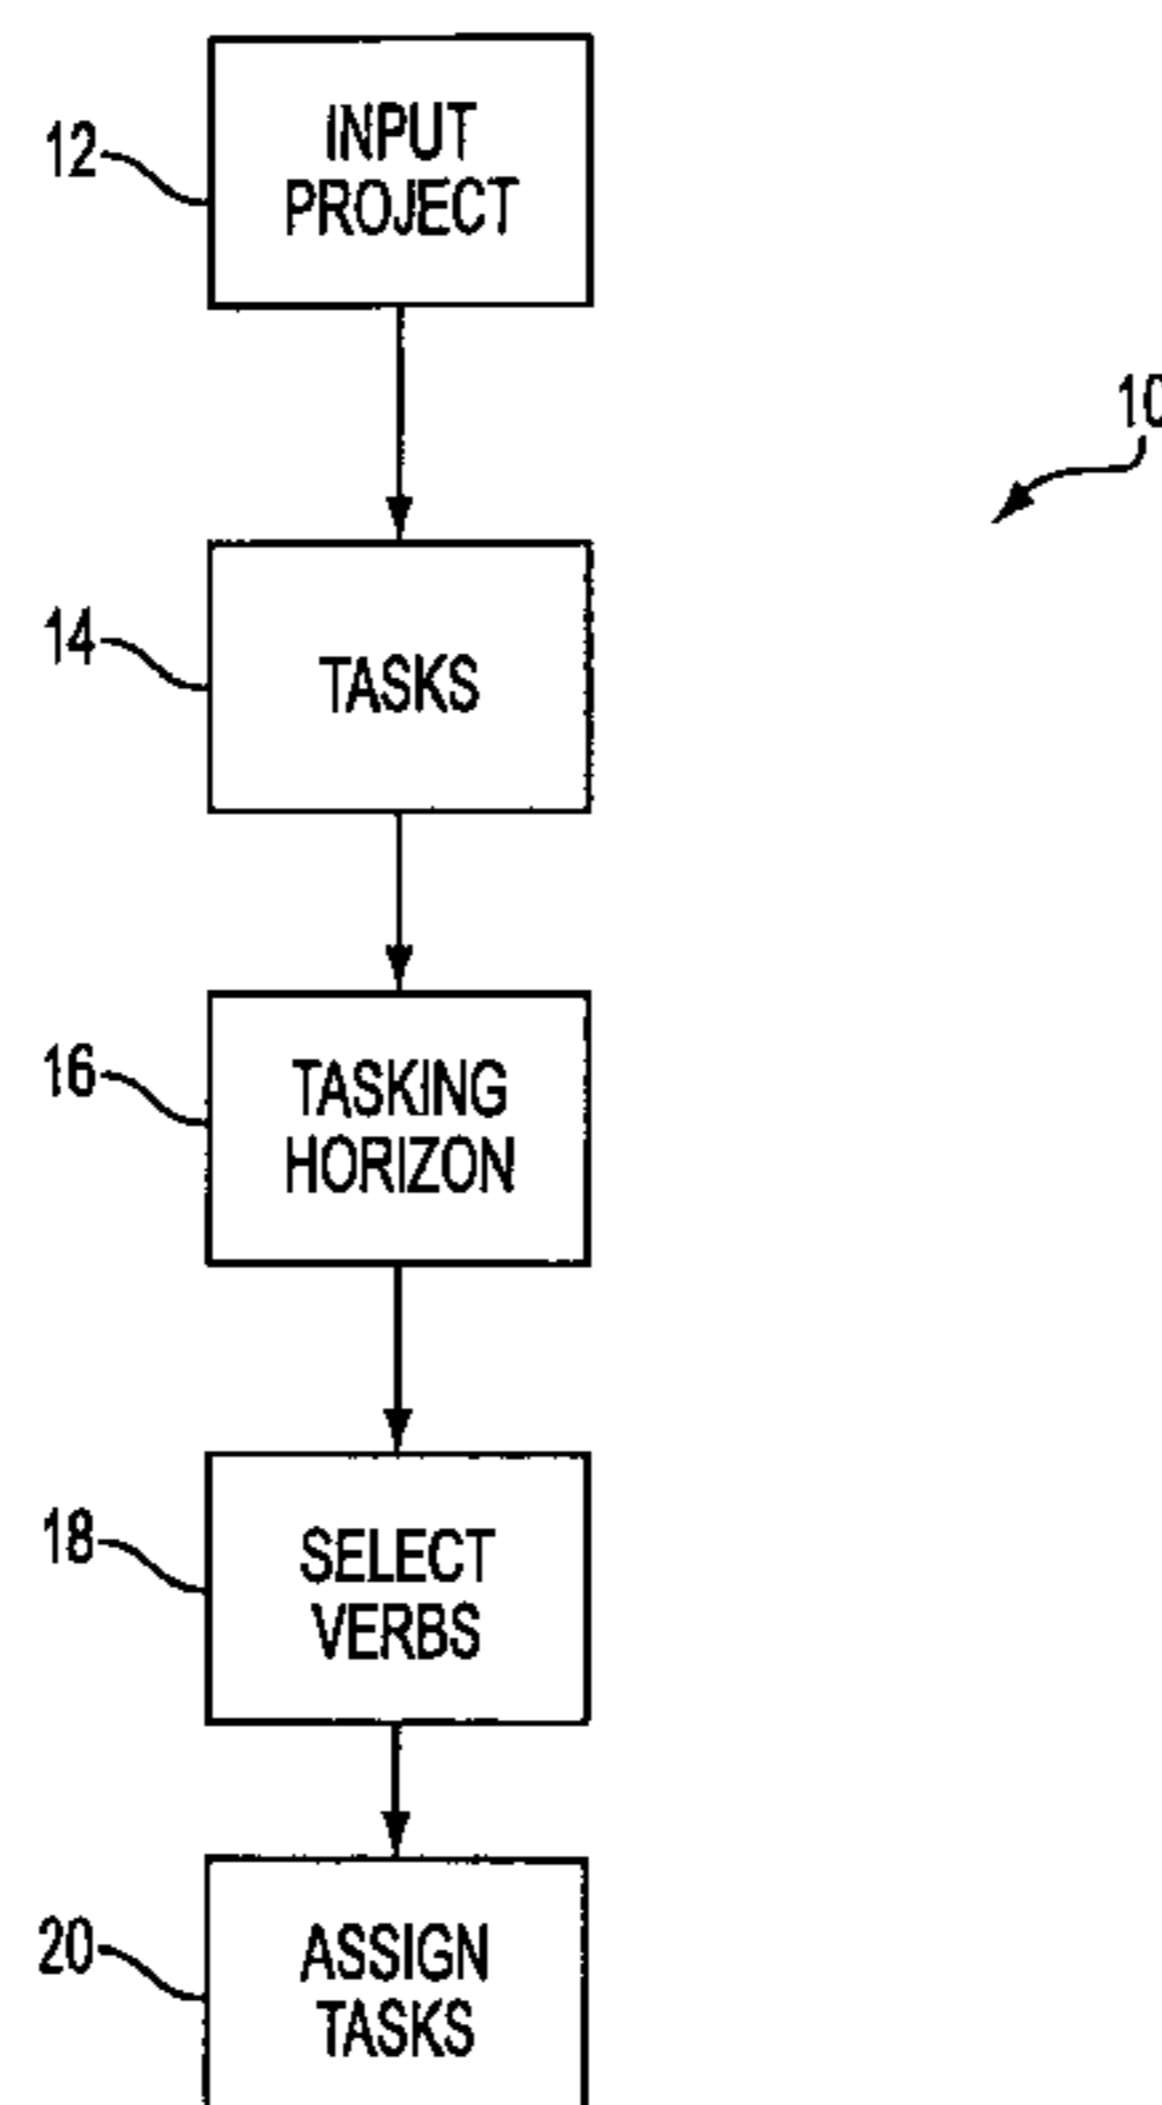 12
INPUT
PROJECT
10
14
TASKS
16
TASKING
HORIZON
18
SELECT
VERBS
20
ASSIGN
TASKS